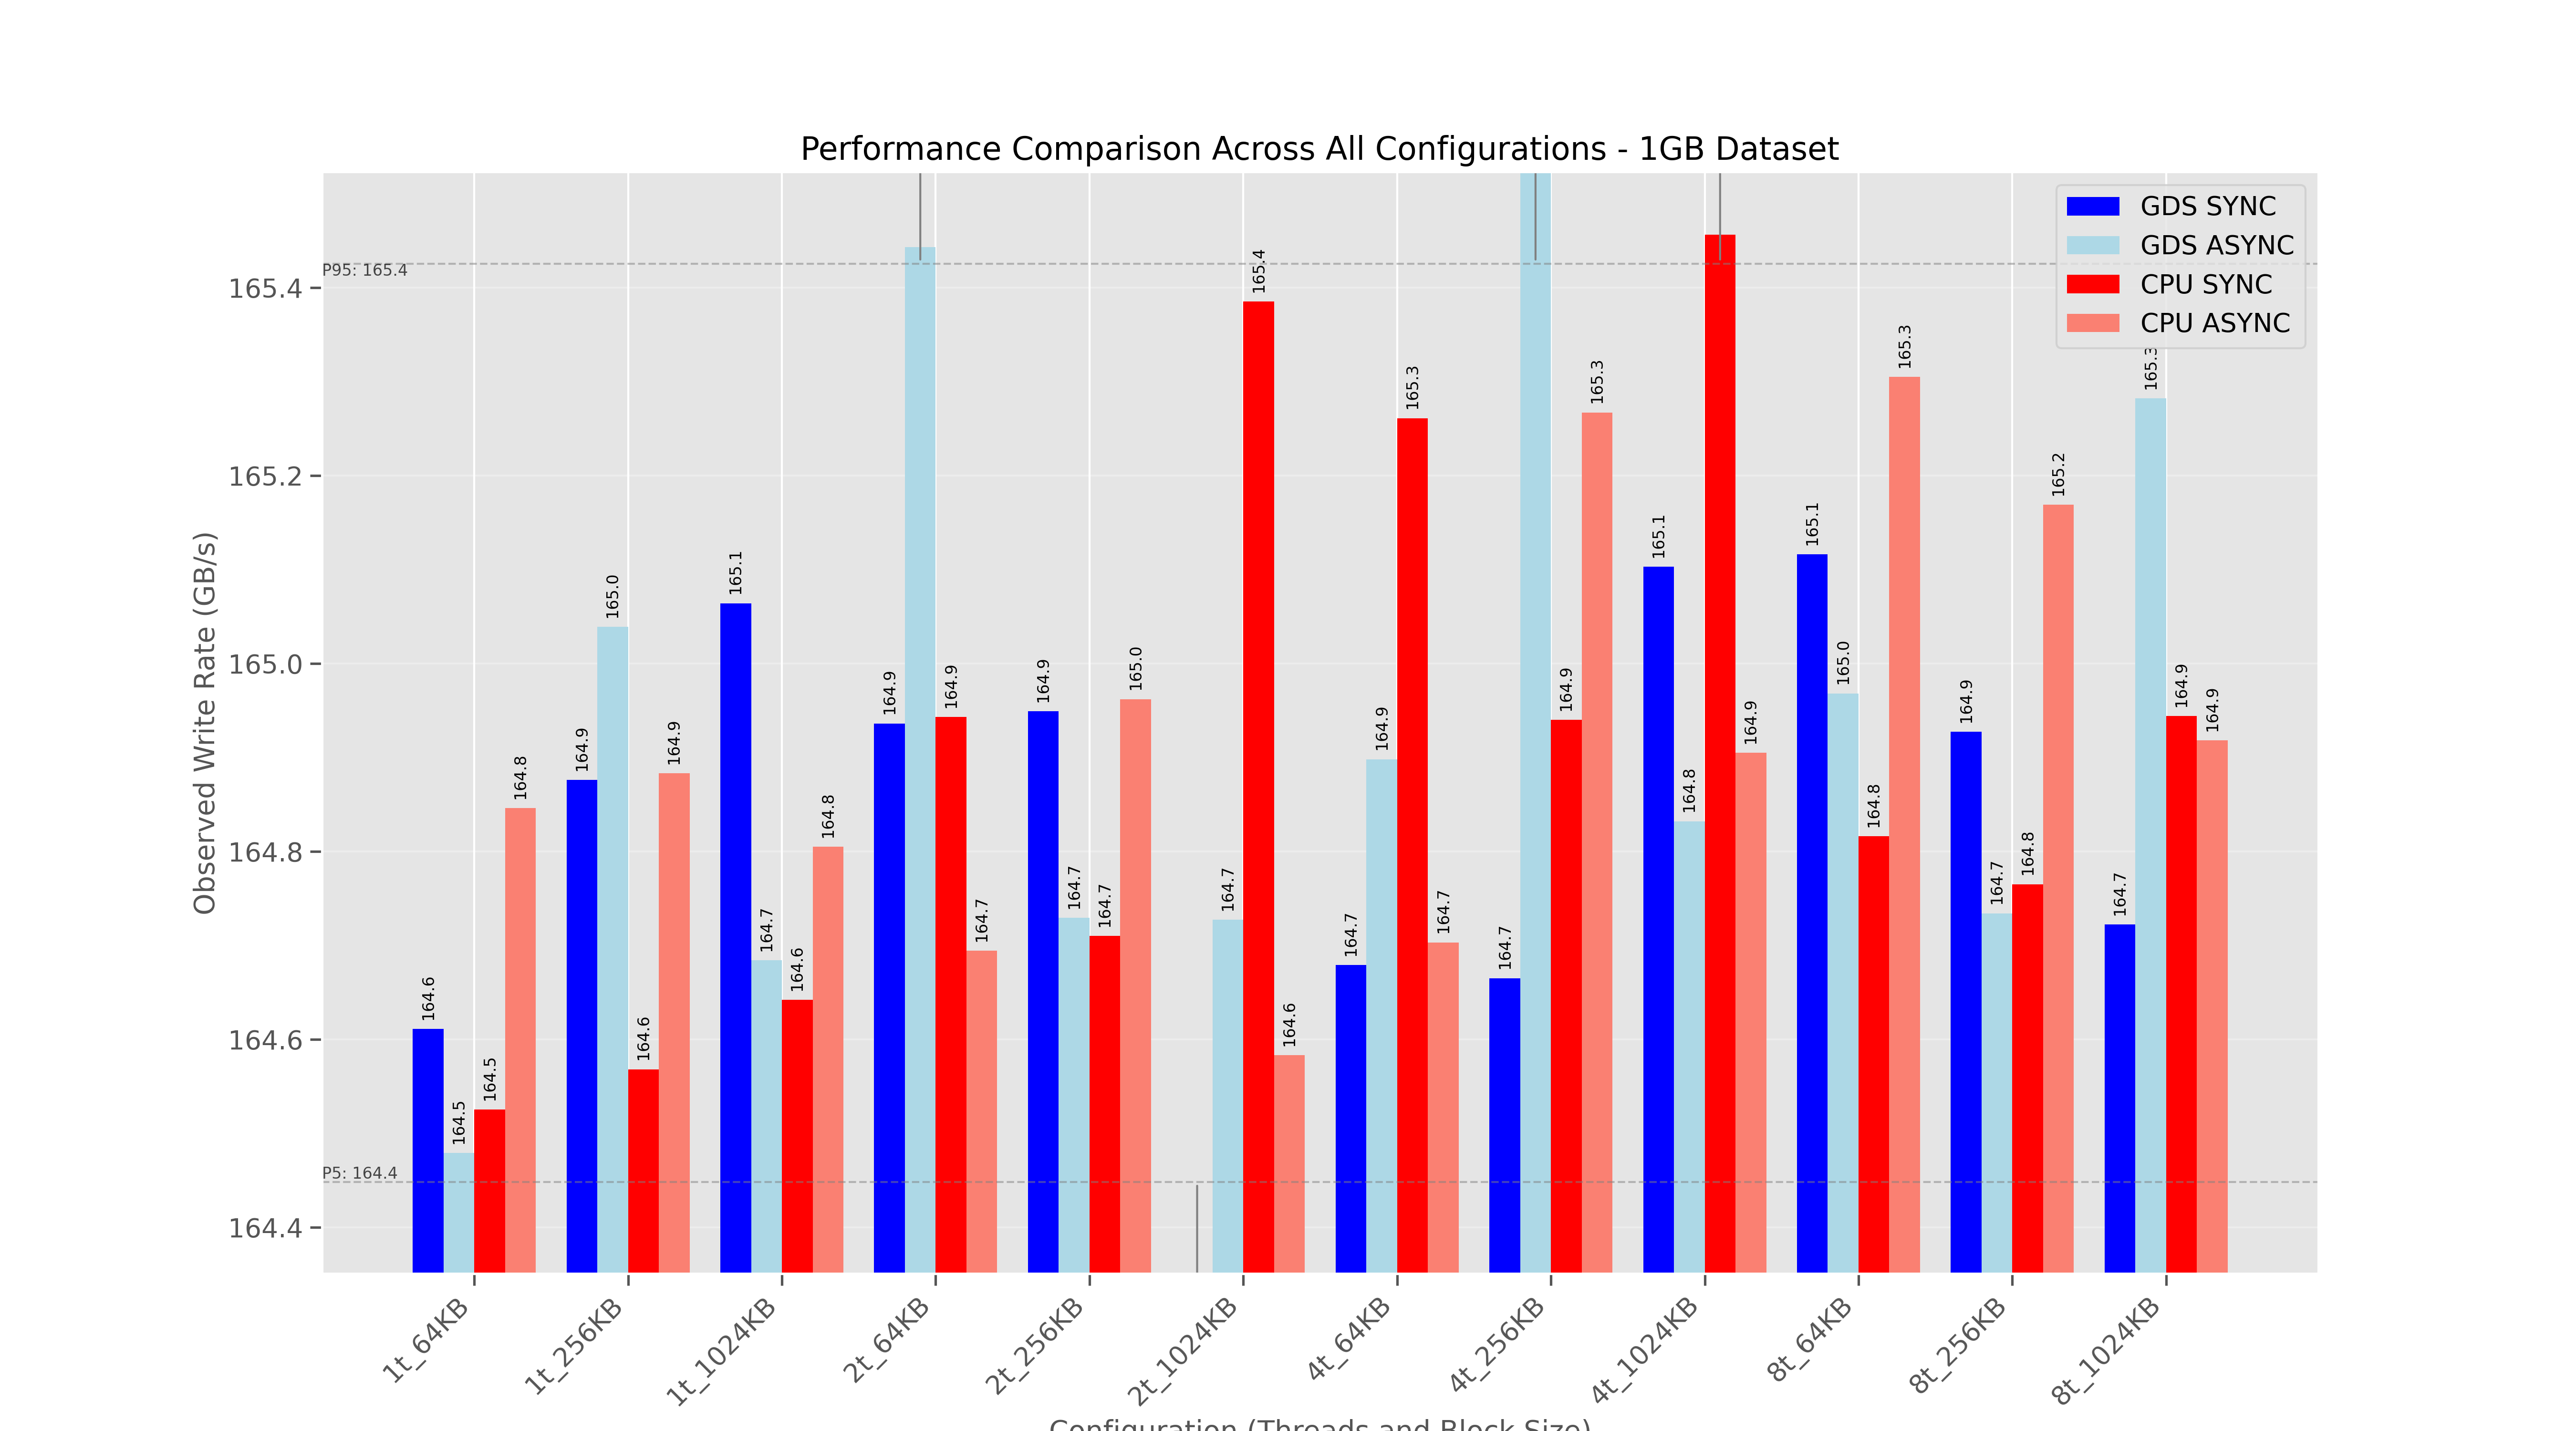 Performance Comparison Across All Configurations - 1GB Dataset
GDS SYNC
GDS ASYNC
CPU SYNC
CPU ASYNC
P95: 165.4
P5: 164.4
Observed Write Rate (GB/s)
165.4
165.2
165.0
164.8
164.6
164.4
164.6
164.5
164.5
164.8
164.9
165.0
164.6
164.9
165.1
164.7
164.6
164.8
164.9
164.9
164.7
164.9
164.7
164.7
165.0
164.7
165.4
164.6
164.7
164.9
165.3
164.7
164.7
164.9
165.3
165.1
164.8
164.9
165.1
165.0
164.8
165.3
164.9
164.7
164.8
165.2
164.7
165.3
164.9
164.9
1t_64KB
1t_256KB
1t_1024KB
2t_64KB
2t_256KB
2t_1024KB
4t_64KB
4t_256KB
4t_1024KB
8t_64KB
8t_256KB
8t_1024KB
Configuration (Threads and Block Size)